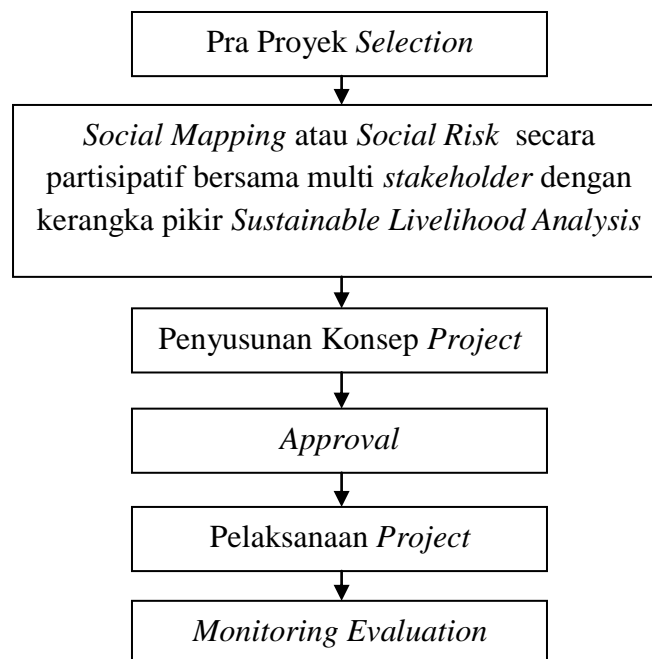 Pra Proyek Selection
Social Mapping atau Social Risk secara
partisipatif bersama multi stakeholder dengan
kerangka pikir Sustainable Livelihood Analysis
Penyusunan Konsep Project
Approval
Pelaksanaan Project
Monitoring Evaluation